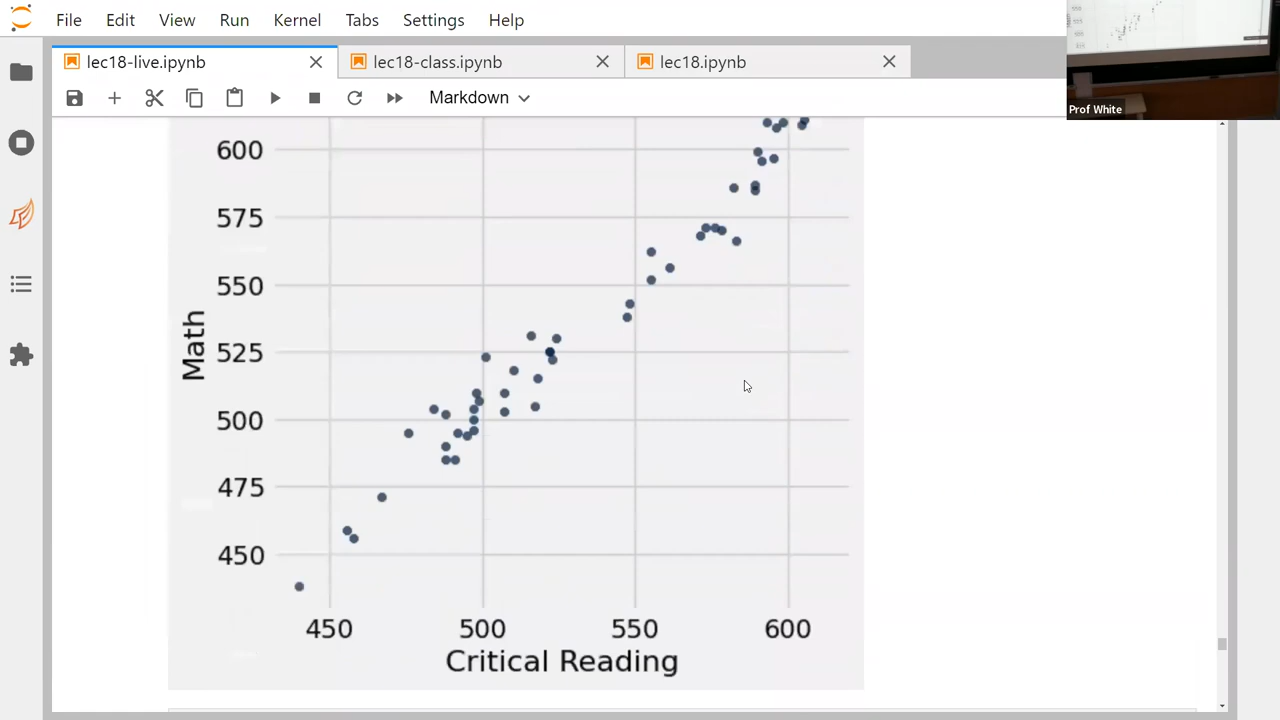 File Edit View Run Kernel Tabs Settings Help
lec18-live.ipynb lec18-class.ipynb lec18.ipynb
Markdown
Prof White
600
575
550
525
500
475
450
Math
450 500 550 600
Critical Reading